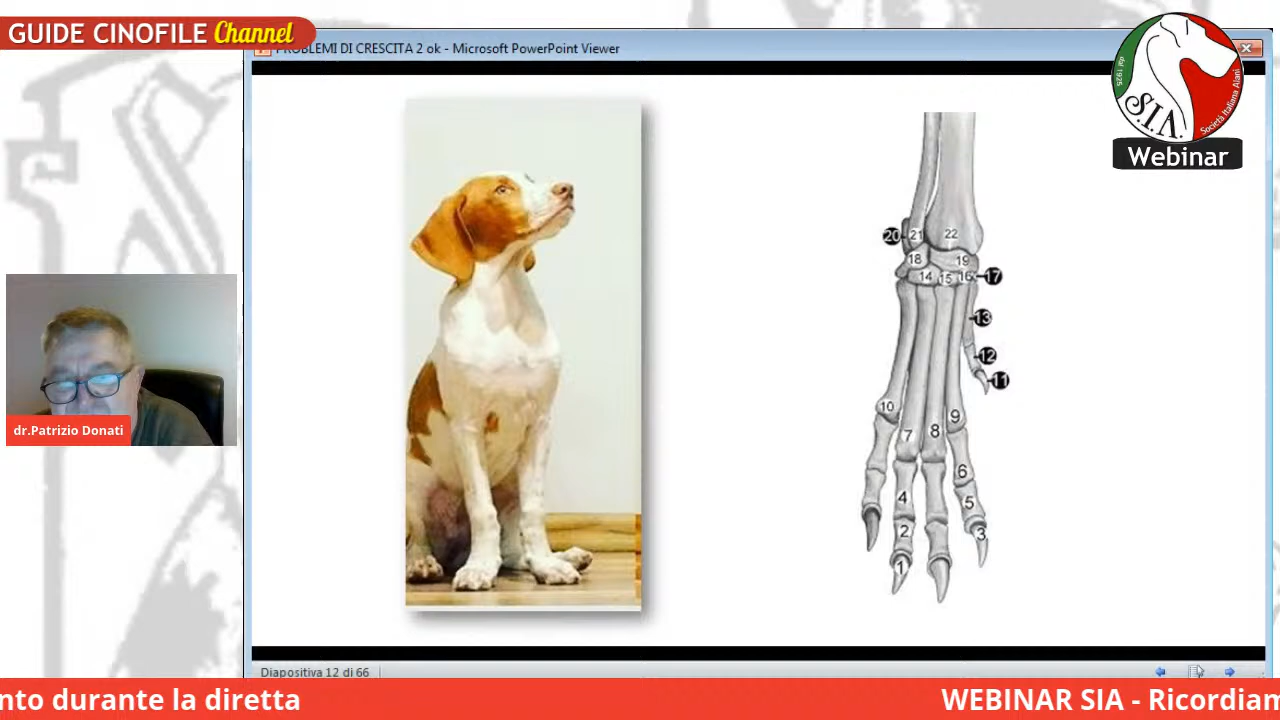 GUIDE CINOFILE Channel
PROBLEMI DI CRESCITA 2 ok - Microsoft PowerPoint Viewer
dal 1925
S.I.A.
Società Italiana Alani
Webinar
20
21
22
18
19
14
15
16
17
13
12
11
10
9
7
8
6
4
5
2
3
1
dr.Patrizio Donati
Diapositiva 12 di 66
nto durante la diretta
WEBINAR SIA - Ricordiam